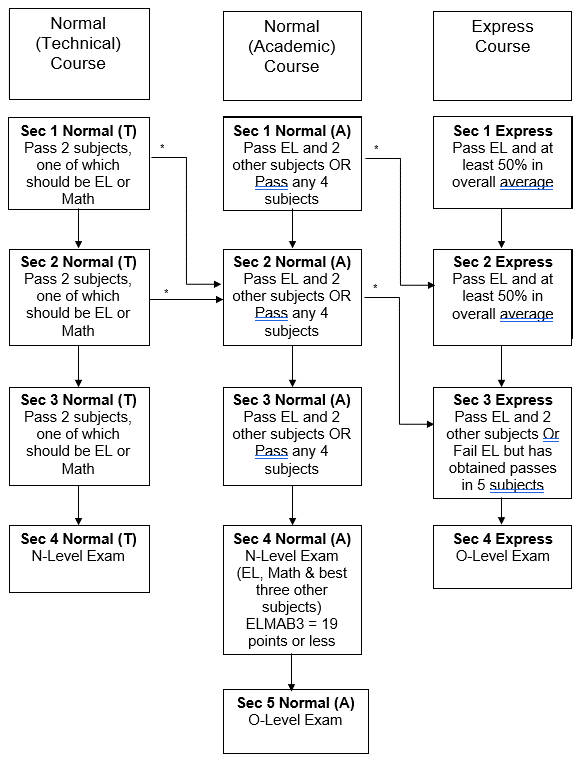 Normal
(Technical)
Course
Normal
(Academic)
Course
Express
Course
Sec 1 Normal (T)
Pass 2 subjects,
one of which
should be EL or
Math
*
Sec 1 Normal (A)
Pass EL and 2
other subjects OR
Pass any 4
subjects
*
Sec 1 Express
Pass EL and at
least 50% in
overall average
Sec 2 Normal (T)
Pass 2 subjects,
one of which
should be EL or
Math
*
Sec 2 Normal (A)
Pass EL and 2
other subjects OR
Pass any 4
subjects
*
Sec 2 Express
Pass EL and at
least 50% in
overall average
Sec 3 Normal (T)
Pass 2 subjects,
one of which
should be EL or
Math
Sec 3 Normal (A)
Pass EL and 2
other subjects OR
Pass any 4
subjects
Sec 3 Express
Pass EL and 2
other subjects Or
Fail EL but has
obtained passes
in 5 subjects
Sec 4 Normal (T)
N-Level Exam
Sec 4 Normal (A)
N-Level Exam
(EL, Math & best
three other
subjects)
ELMAB3 = 19
points or less
Sec 4 Express
O-Level Exam
Sec 5 Normal (A)
O-Level Exam